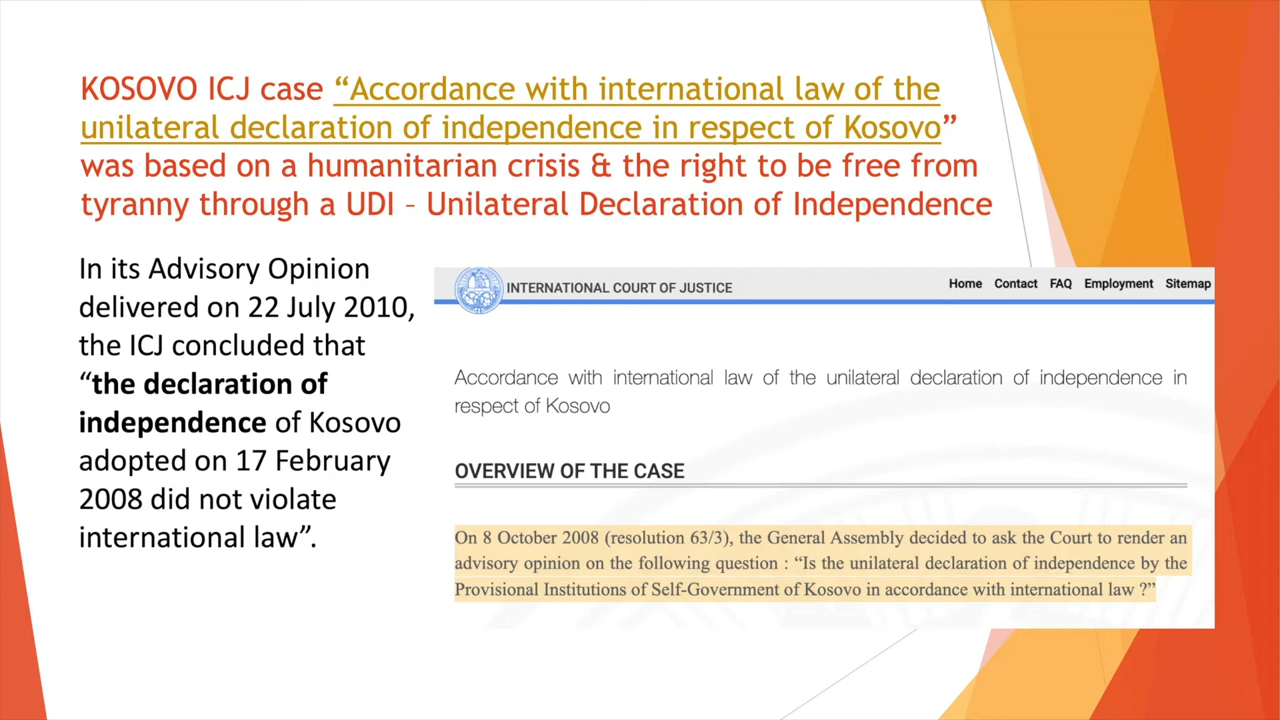 KOSOVO ICJ case “Accordance with international law of the
unilateral declaration of independence in respect of Kosovo”
was based on a humanitarian crisis & the right to be free from
tyranny through a UDI – Unilateral Declaration of Independence
In its Advisory Opinion
delivered on 22 July 2010,
the ICJ concluded that
“the declaration of
independence of Kosovo
adopted on 17 February
2008 did not violate
international law”.
INTERNATIONAL COURT OF JUSTICE
Home Contact FAQ Employment Sitemap
Accordance with international law of the unilateral declaration of independence in
respect of Kosovo
OVERVIEW OF THE CASE
On 8 October 2008 (resolution 63/3), the General Assembly decided to ask the Court to render an
advisory opinion on the following question : “Is the unilateral declaration of independence by the
Provisional Institutions of Self-Government of Kosovo in accordance with international law ?”